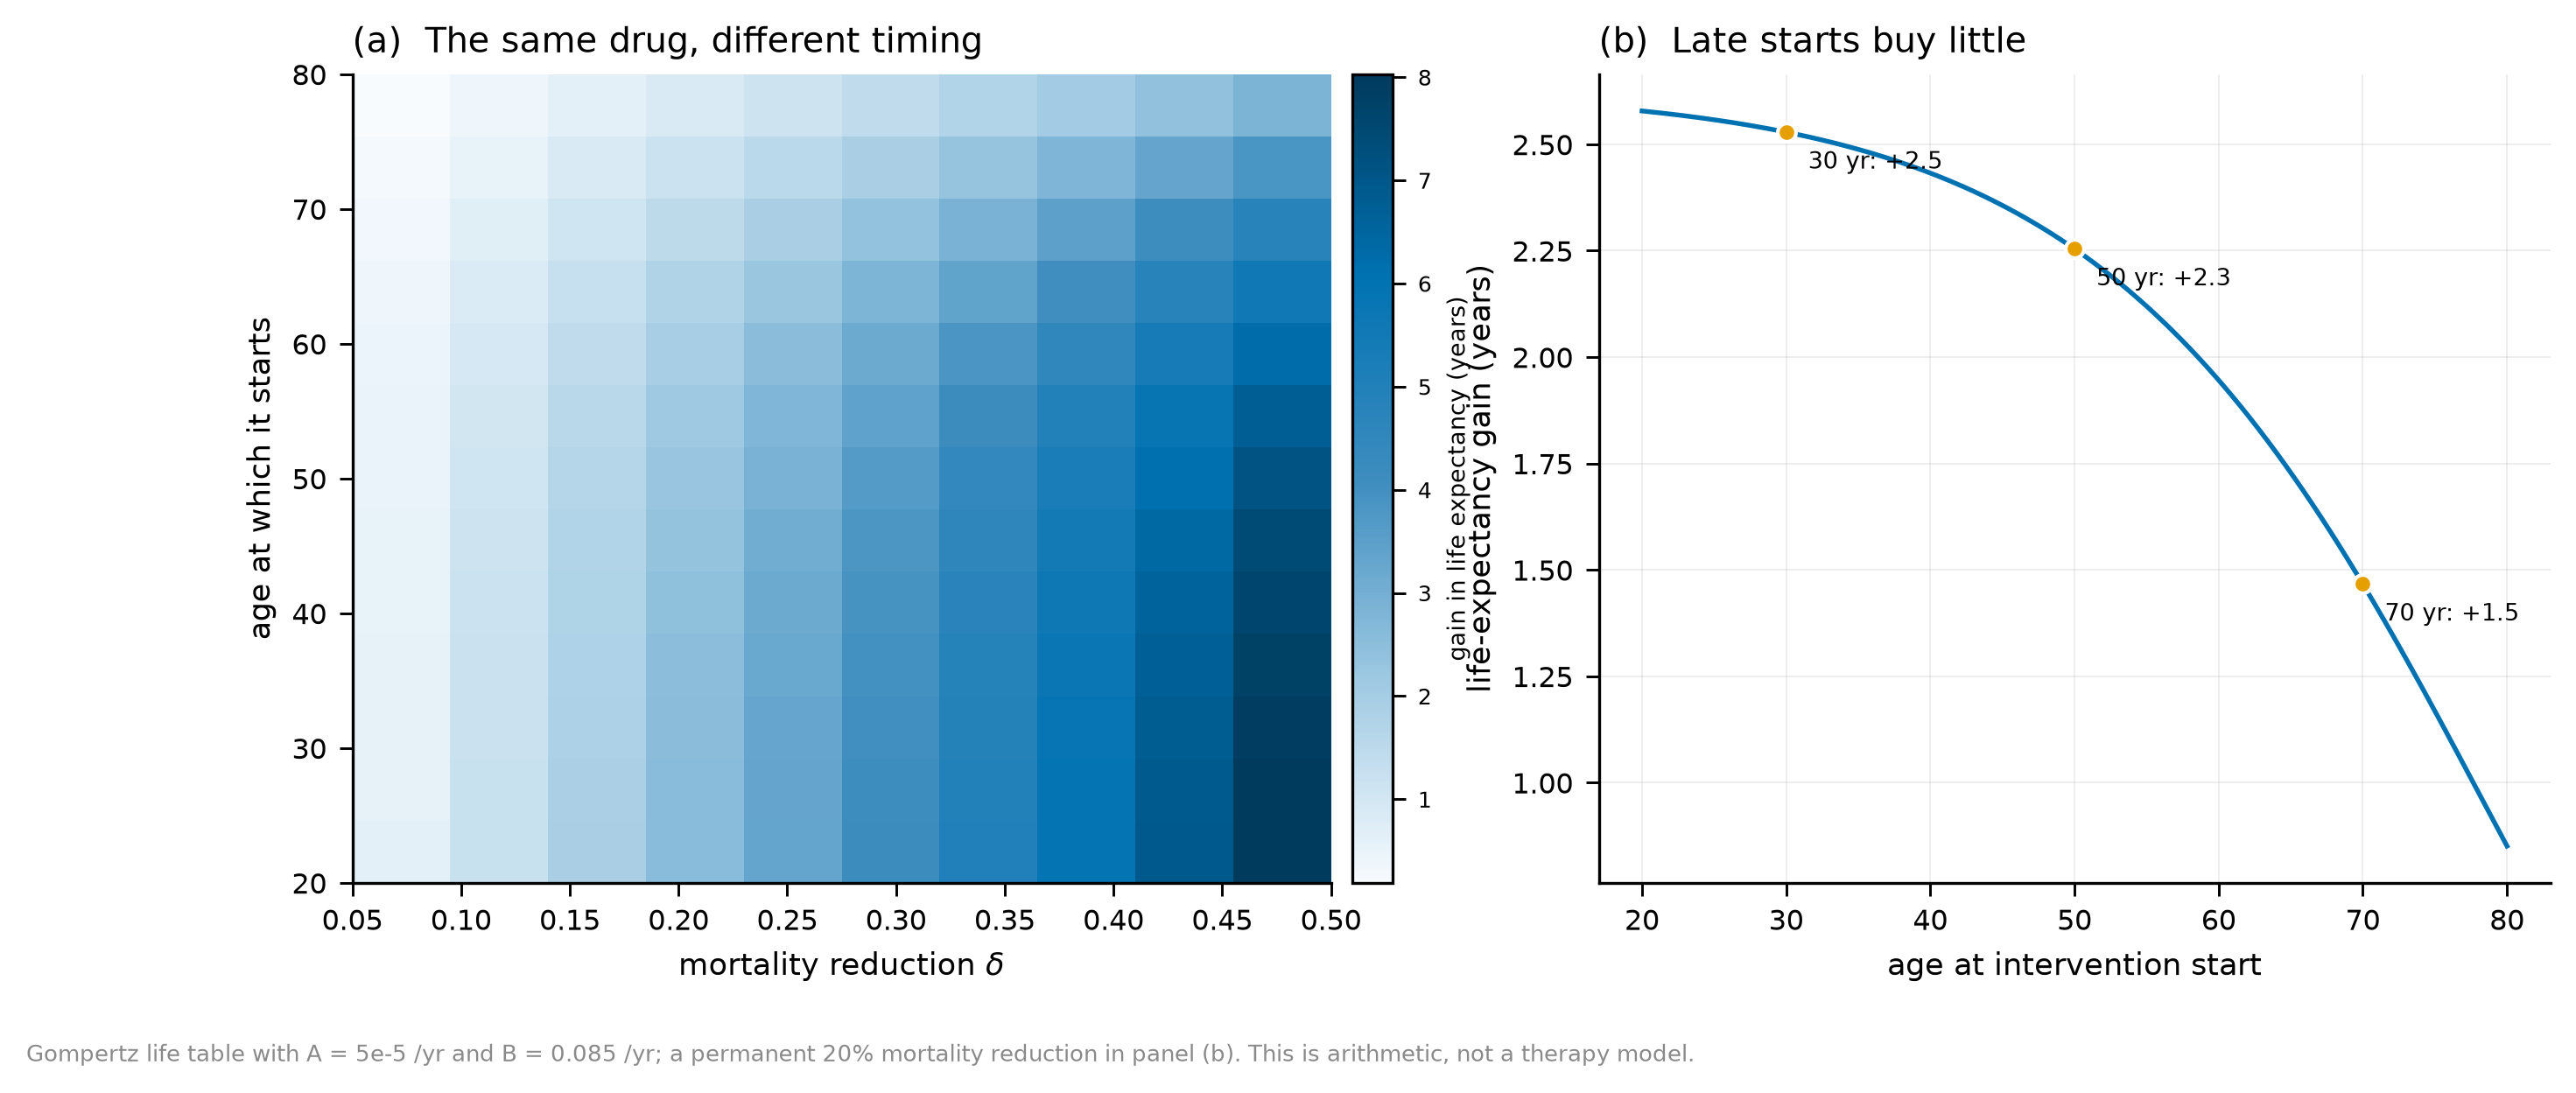 (a)  The same drug, different timing
80
70
60
50
40
30
20
age at which it starts
0.05 0.10 0.15 0.20 0.25 0.30 0.35 0.40 0.45 0.50
mortality reduction δ
8
7
6
5
4
3
2
1
gain in life expectancy (years)
(b)  Late starts buy little
life-expectancy gain (years)
2.50
2.25
2.00
1.75
1.50
1.25
1.00
30 yr: +2.5
50 yr: +2.3
70 yr: +1.5
20 30 40 50 60 70 80
age at intervention start
Gompertz life table with A = 5e-5 /yr and B = 0.085 /yr; a permanent 20% mortality reduction in panel (b). This is arithmetic, not a therapy model.